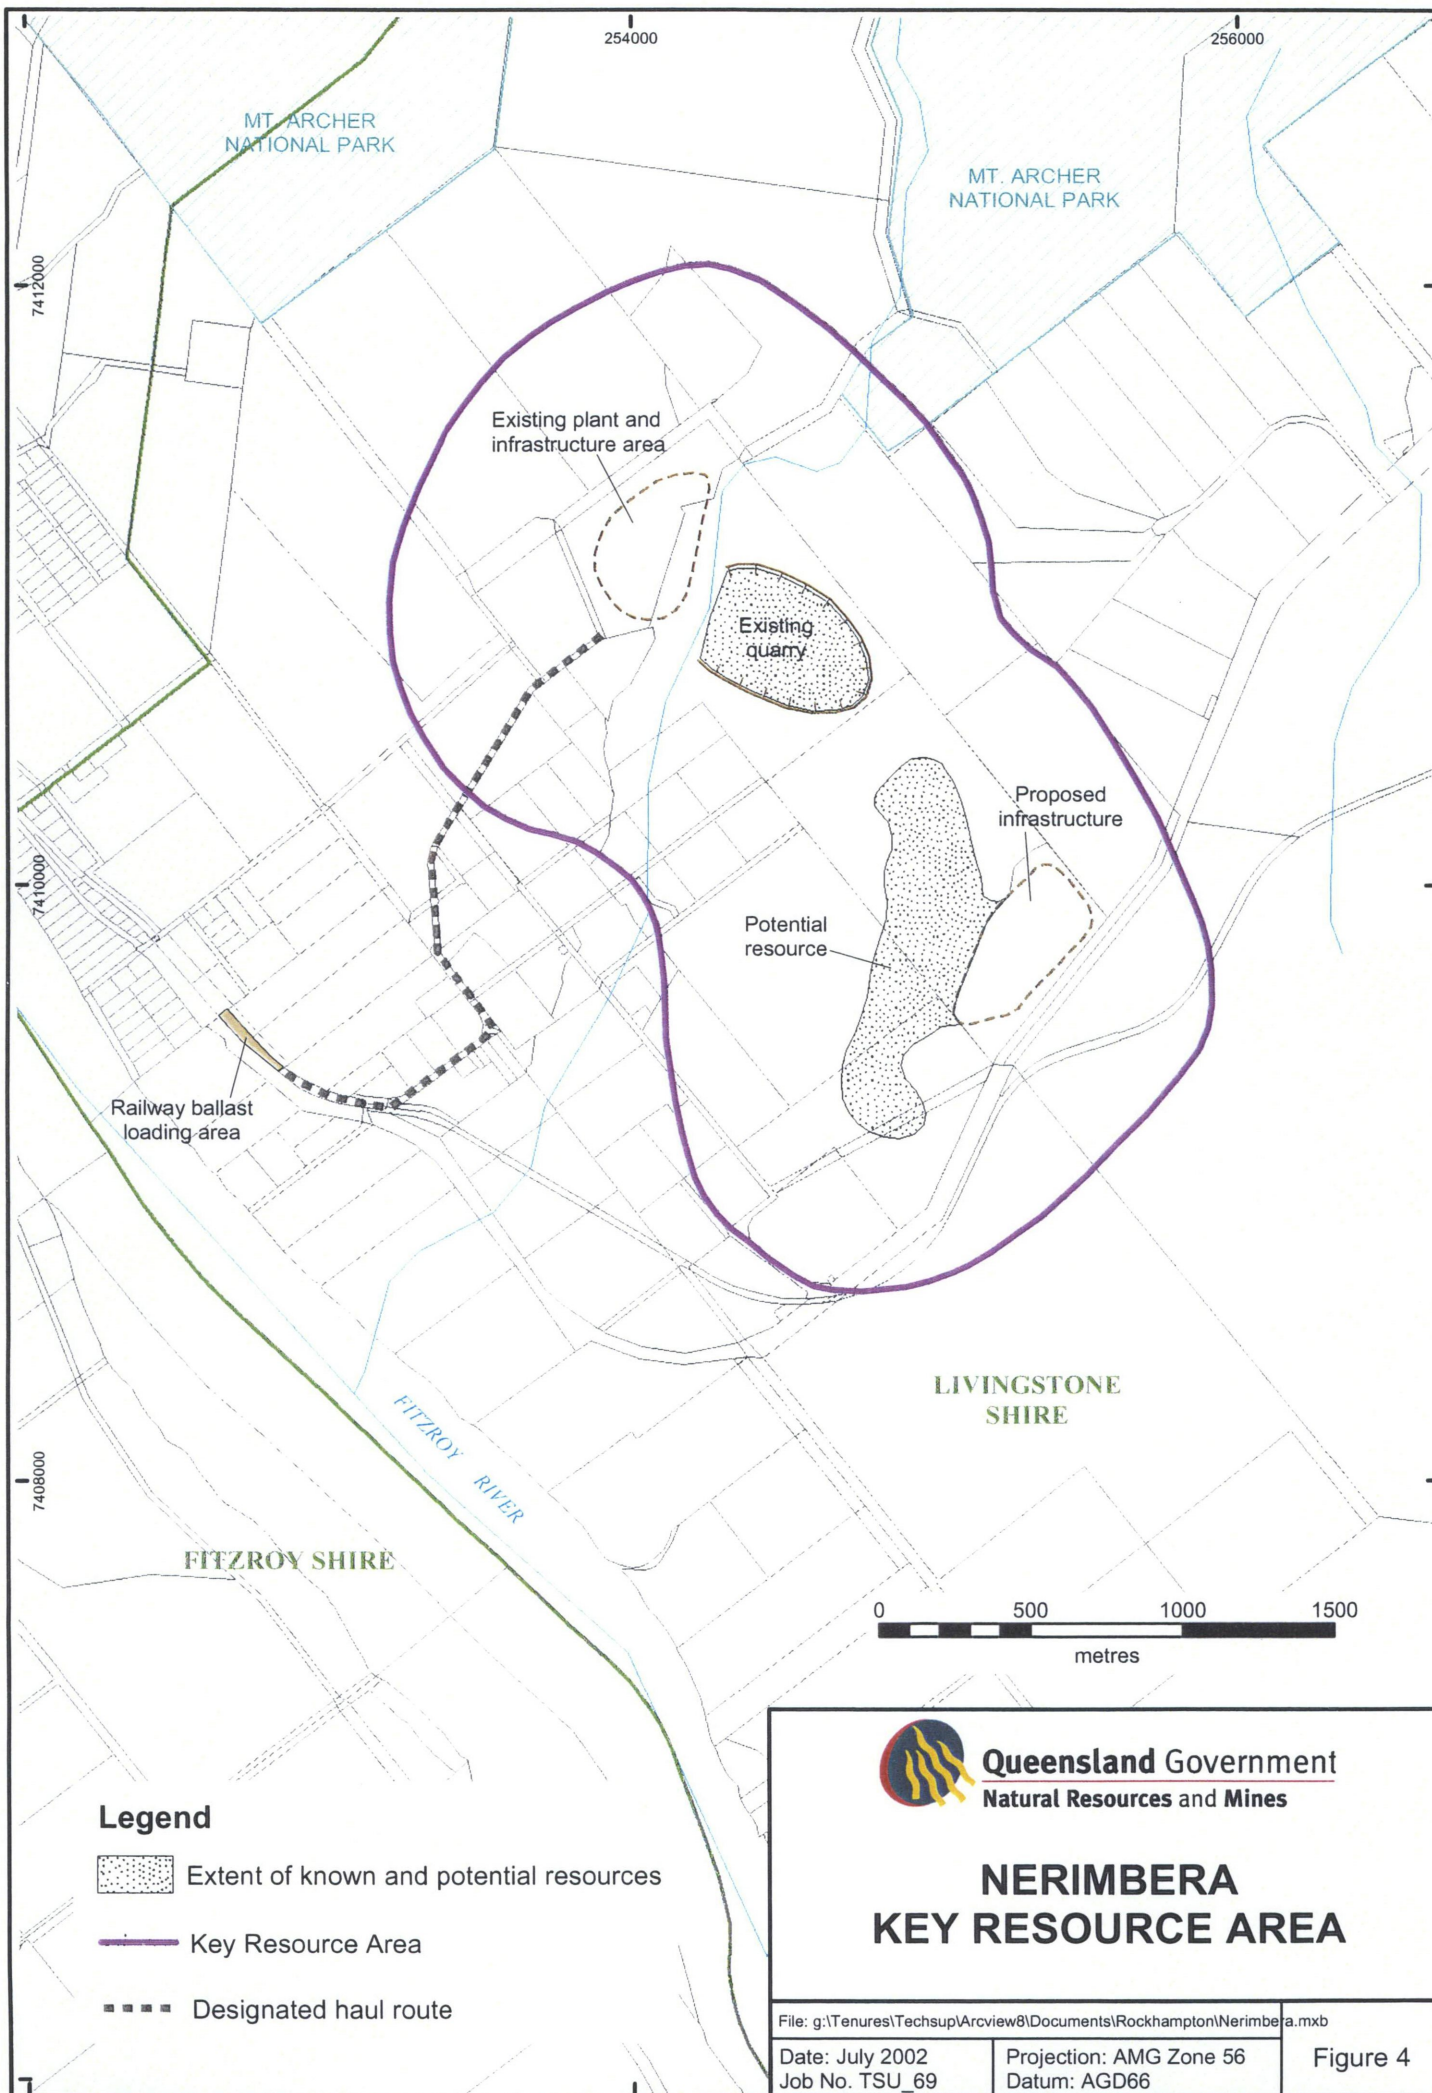 254000
256000
MT. ARCHER
NATIONAL PARK
MT. ARCHER
NATIONAL PARK
7412000
Existing plant and
infrastructure area
Existing
quarry
Proposed
infrastructure
7410000
Potential
resource
Railway ballast
loading area
LIVINGSTONE
SHIRE
FITZROY RIVER
7408000
FITZROY SHIRE
0 500 1000 1500
metres
Legend
Extent of known and potential resources
Key Resource Area
Designated haul route
Queensland Government
Natural Resources and Mines
NERIMBERA
KEY RESOURCE AREA
File: g:\Tenures\Techsup\Arcview8\Documents\Rockhampton\Nerimbera.mxb
Date: July 2002
Job No. TSU_69
Projection: AMG Zone 56
Datum: AGD66
Figure 4